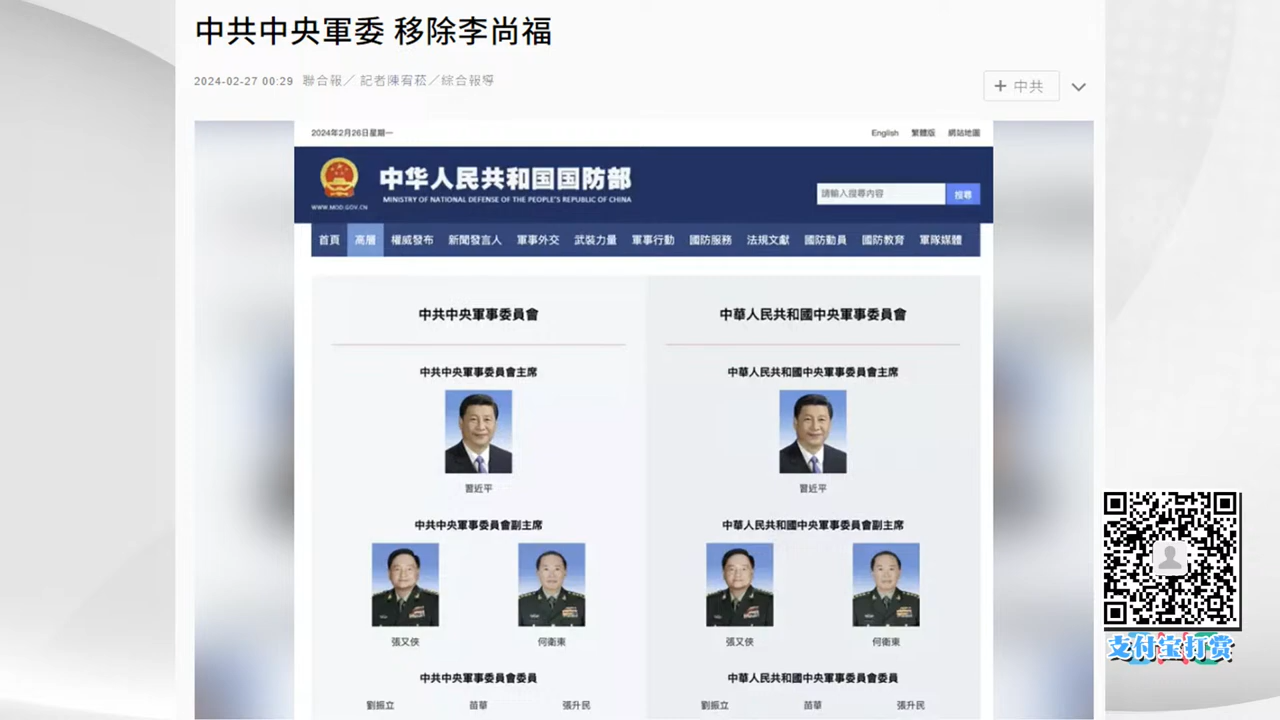 中共中央軍委 移除李尚福
2024-02-27 00:29 聯合報／ 記者陳宥菘／綜合報導
+ 中共
2024年2月26日星期一
English 繁體版 網站地圖
中华人民共和国国防部
MINISTRY OF NATIONAL DEFENSE OF THE PEOPLE'S REPUBLIC OF CHINA
WWW.MOD.GOV.CN
請輸入搜尋內容 搜尋
首頁 高層 權威發布 新聞發言人 軍事外交 武裝力量 軍事行動 國防服務 法規文獻 國防動員 國防教育 軍隊媒體
中共中央軍事委員會 中華人民共和國中央軍事委員會
中共中央軍事委員會主席 中華人民共和國中央軍事委員會主席
習近平 習近平
中共中央軍事委員會副主席 中華人民共和國中央軍事委員會副主席
張又俠 何衛東 張又俠 何衛東
中共中央軍事委員會委員 中華人民共和國中央軍事委員會委員
劉振立 苗華 張升民 劉振立 苗華 張升民
支付宝打赏